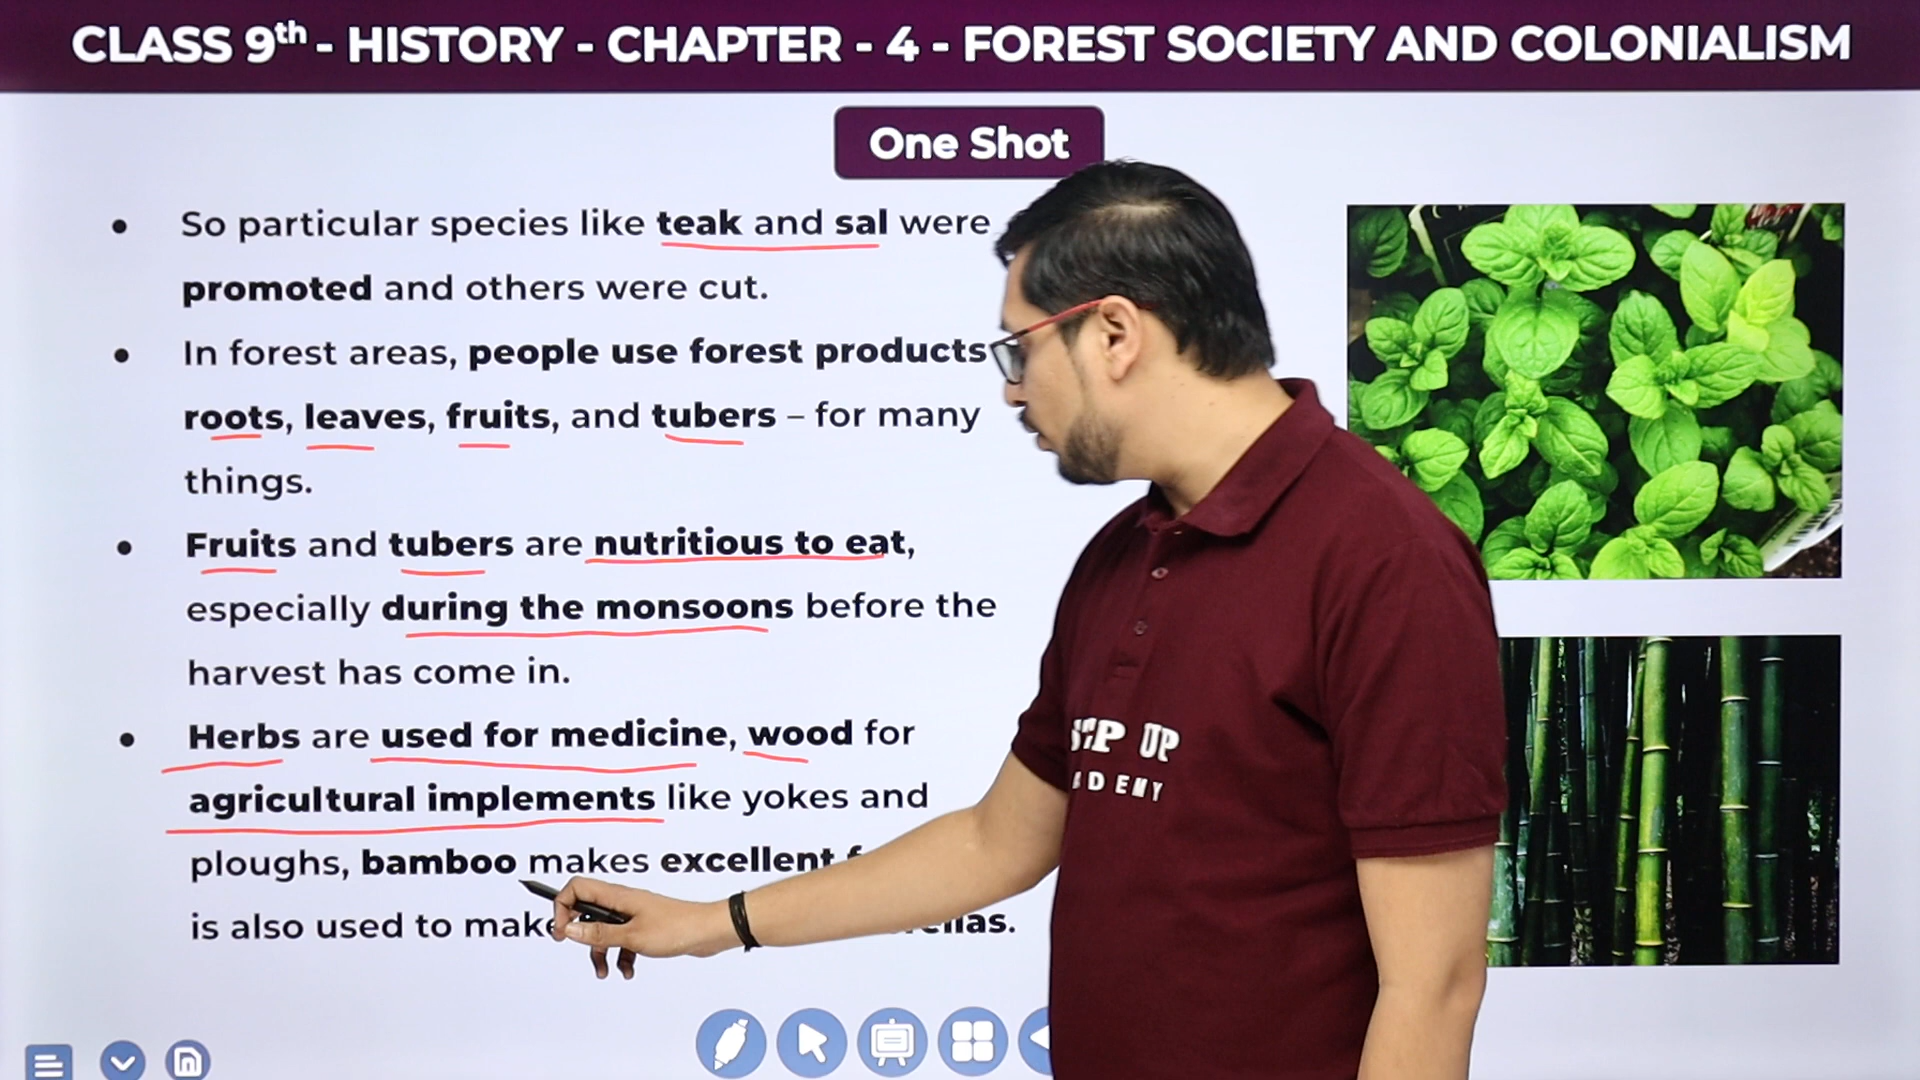 CLASS 9th - HISTORY - CHAPTER - 4 - FOREST SOCIETY AND COLONIALISM
One Shot
• So particular species like teak and sal were
promoted and others were cut.
• In forest areas, people use forest products
roots, leaves, fruits, and tubers – for many
things.
• Fruits and tubers are nutritious to eat,
especially during the monsoons before the
harvest has come in.
• Herbs are used for medicine, wood for
agricultural implements like yokes and
ploughs, bamboo makes excellent
is also used to make
UP